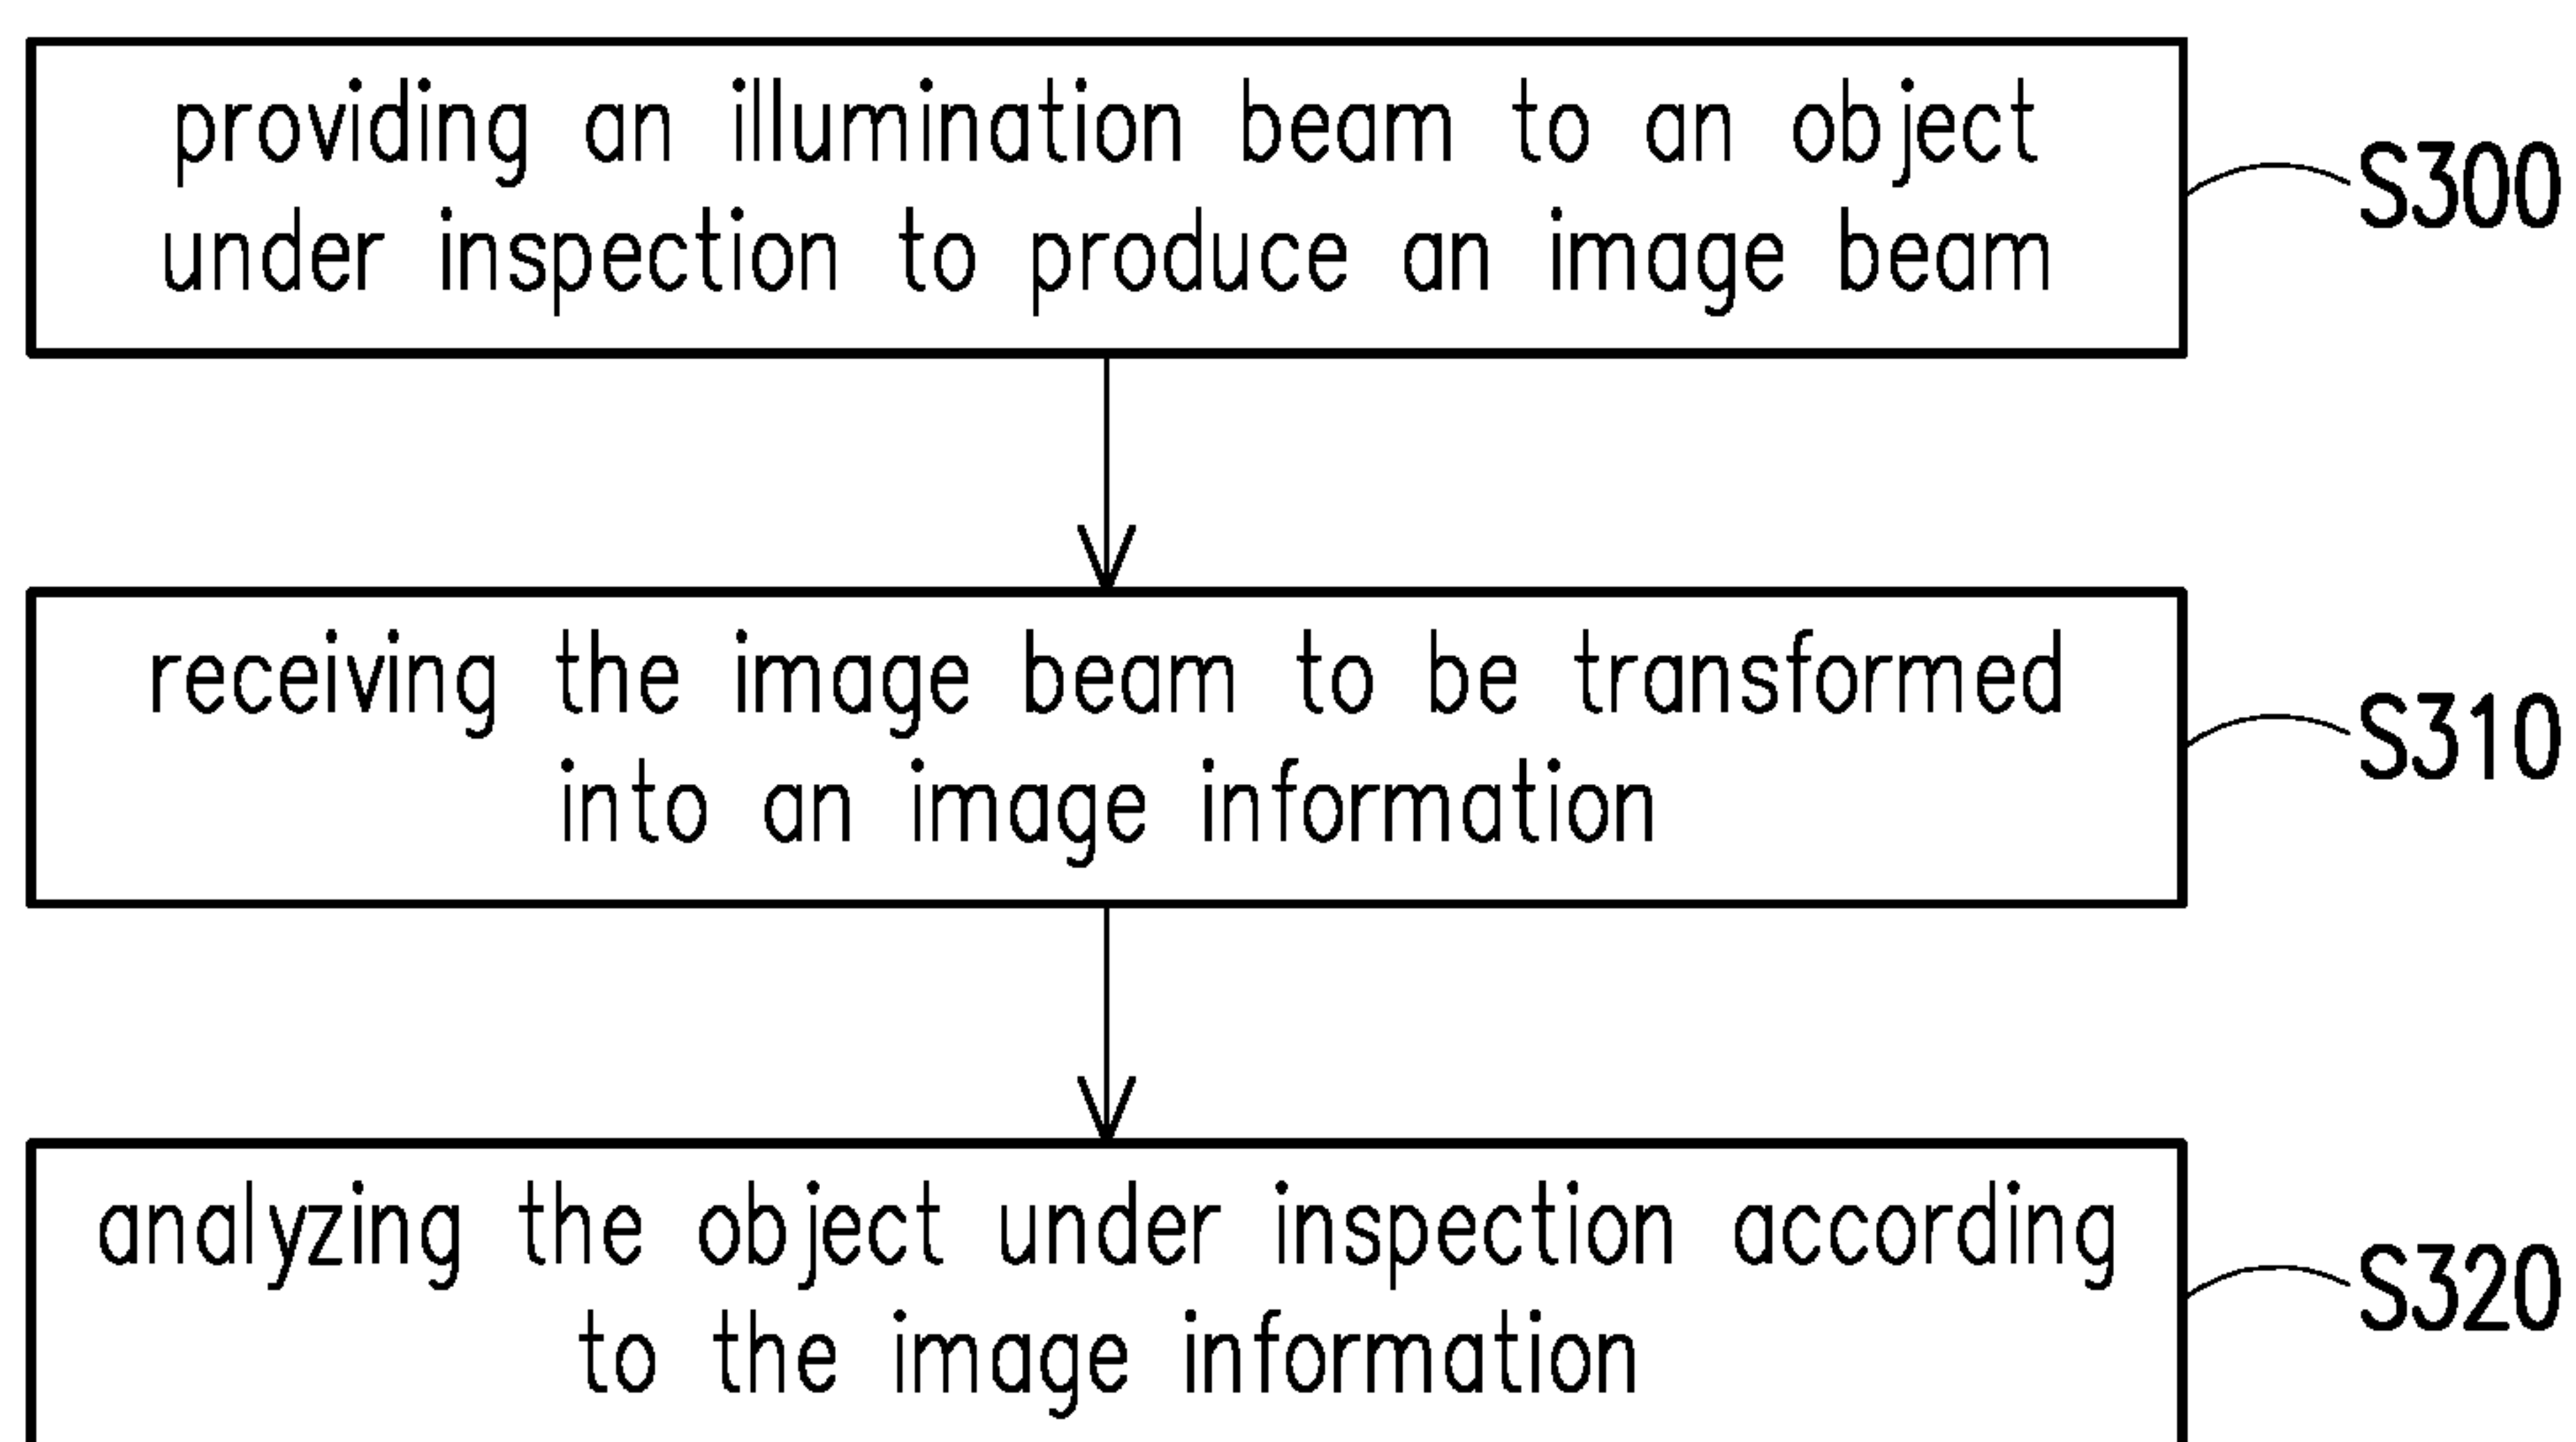 providing an illumination beam to an object
under inspection to produce an image beam
S300
receiving the image beam to be transformed
into an image information
S310
analyzing the object under inspection according
to the image information
S320